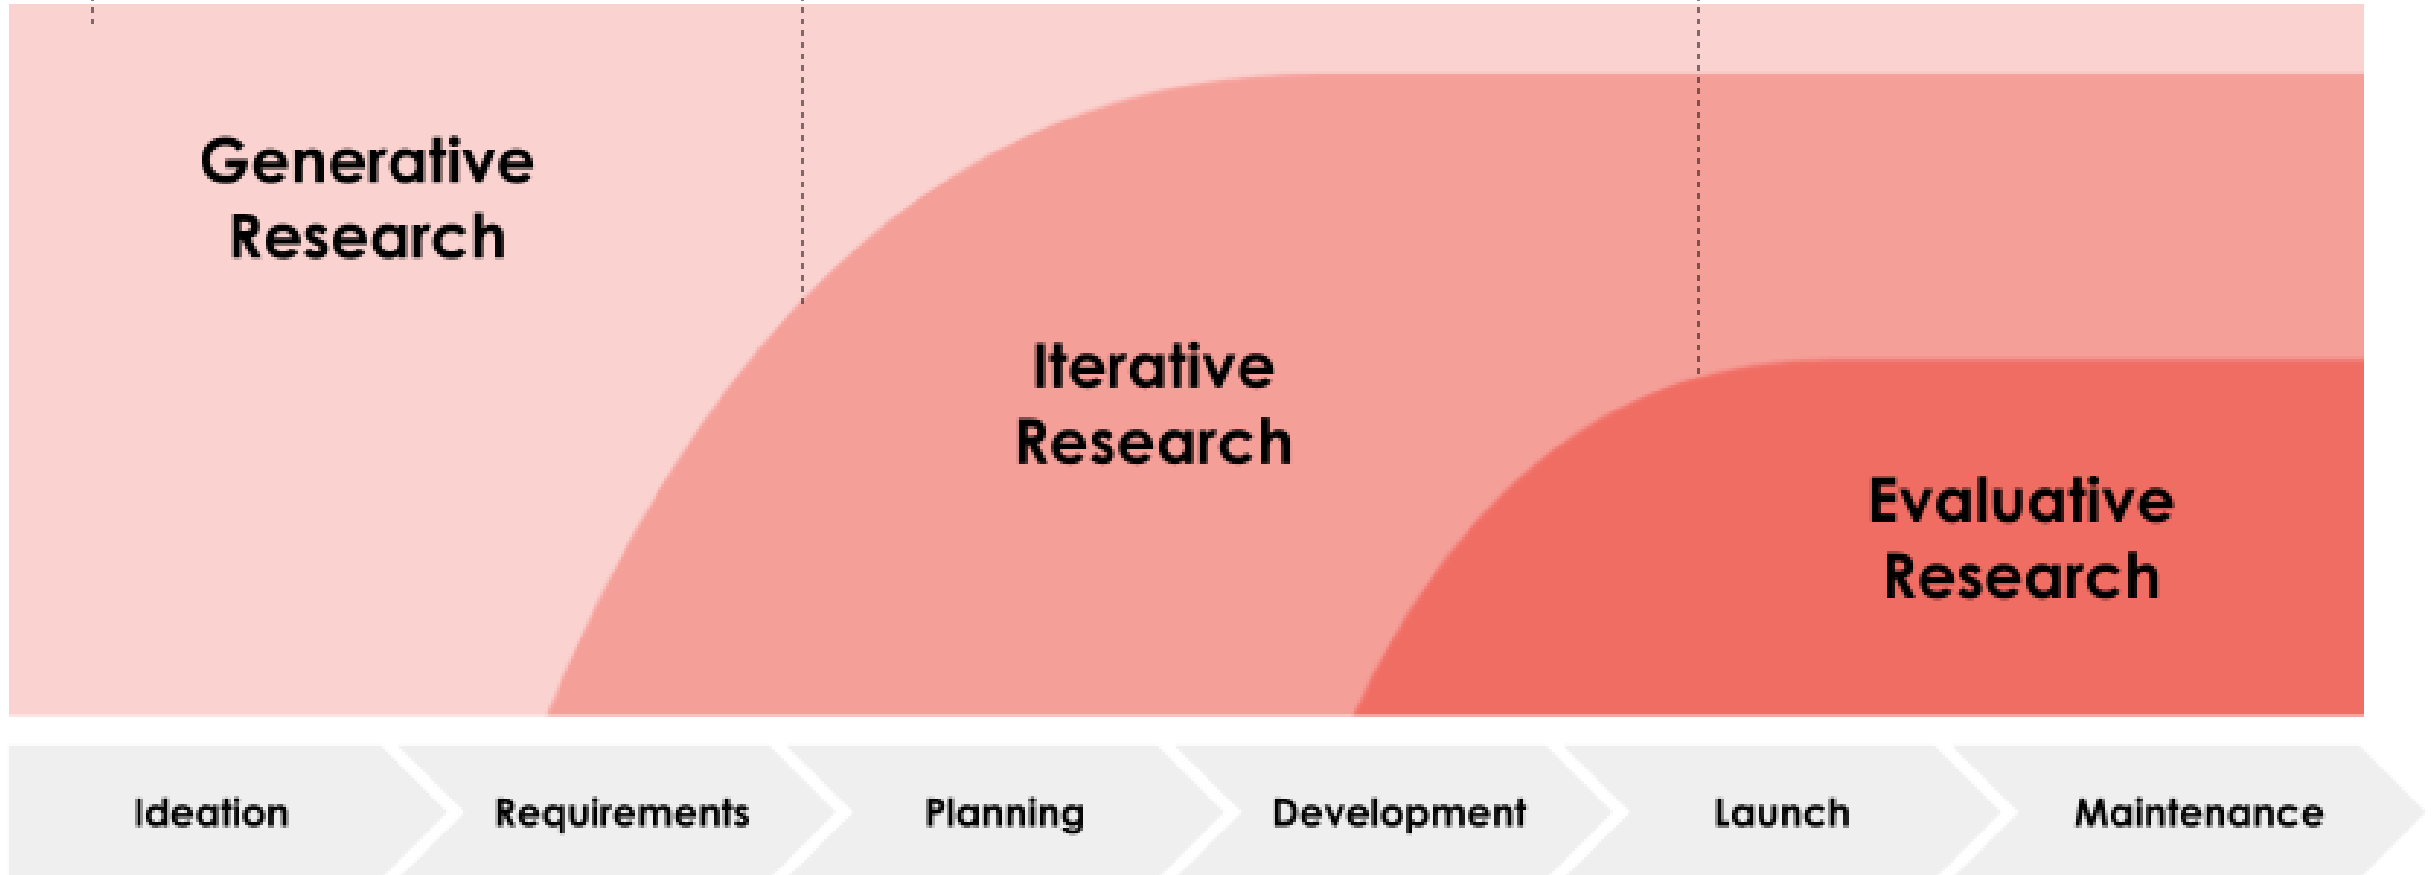 Generative
Research
Iterative
Research
Evaluative
Research
Ideation
Requirements
Planning
Development
Launch
Maintenance